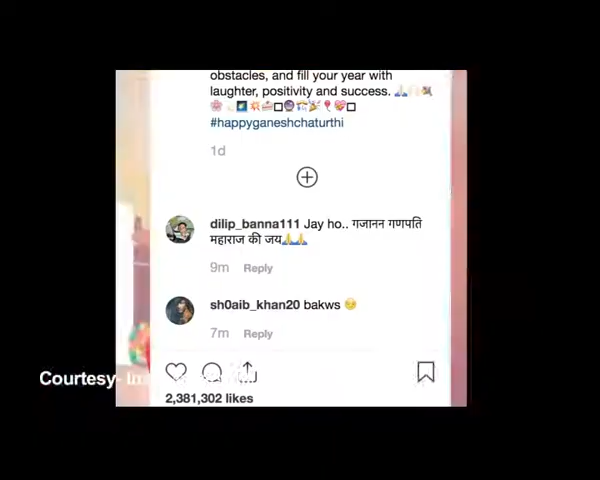 obstacles, and fill your year with
laughter, positivity and success.
#happyganeshchaturthi
1d
dilip_banna111 Jay ho.. गजानन गणपति
महाराज की जय🙏🙏
9m Reply
sh0aib_khan20 bakws
7m Reply
Courtesy-
2,381,302 likes